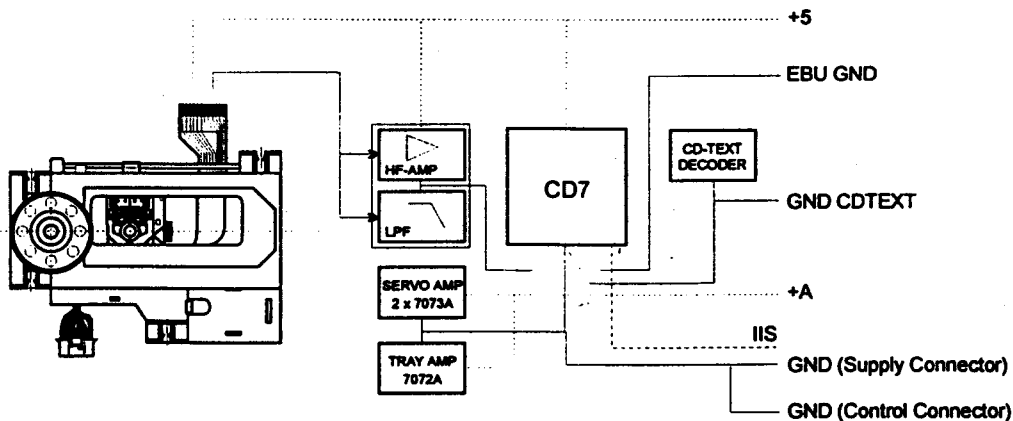 +5
EBU GND
HF-AMP
CD7
CD-TEXT
DECODER
GND CDTEXT
LPF
SERVO AMP
2 x 7073A
+A
IIS
TRAY AMP
7072A
GND (Supply Connector)
GND (Control Connector)